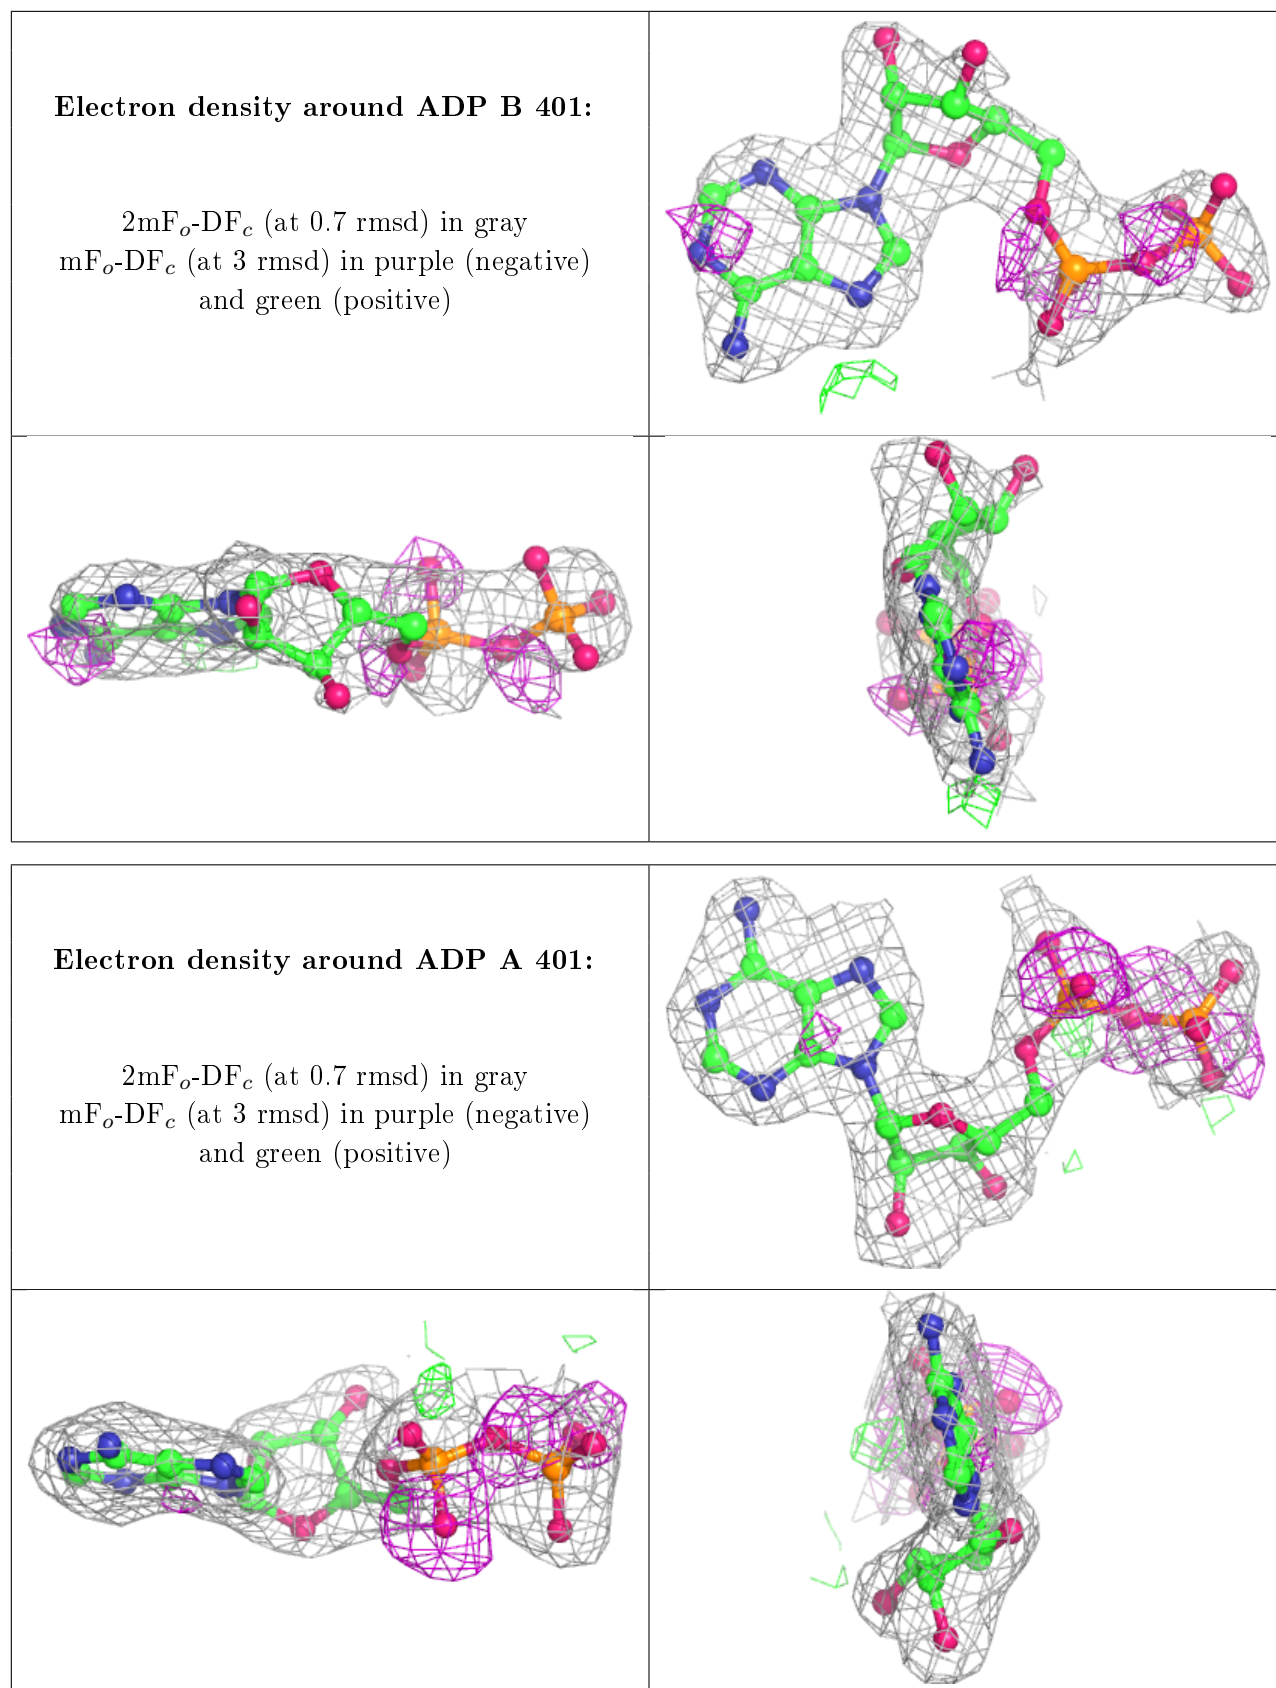 Electron density around ADP B 401:
2mFₒ-DF𝒸 (at 0.7 rmsd) in gray
mFₒ-DF𝒸 (at 3 rmsd) in purple (negative)
and green (positive)
Electron density around ADP A 401:
2mFₒ-DF𝒸 (at 0.7 rmsd) in gray
mFₒ-DF𝒸 (at 3 rmsd) in purple (negative)
and green (positive)